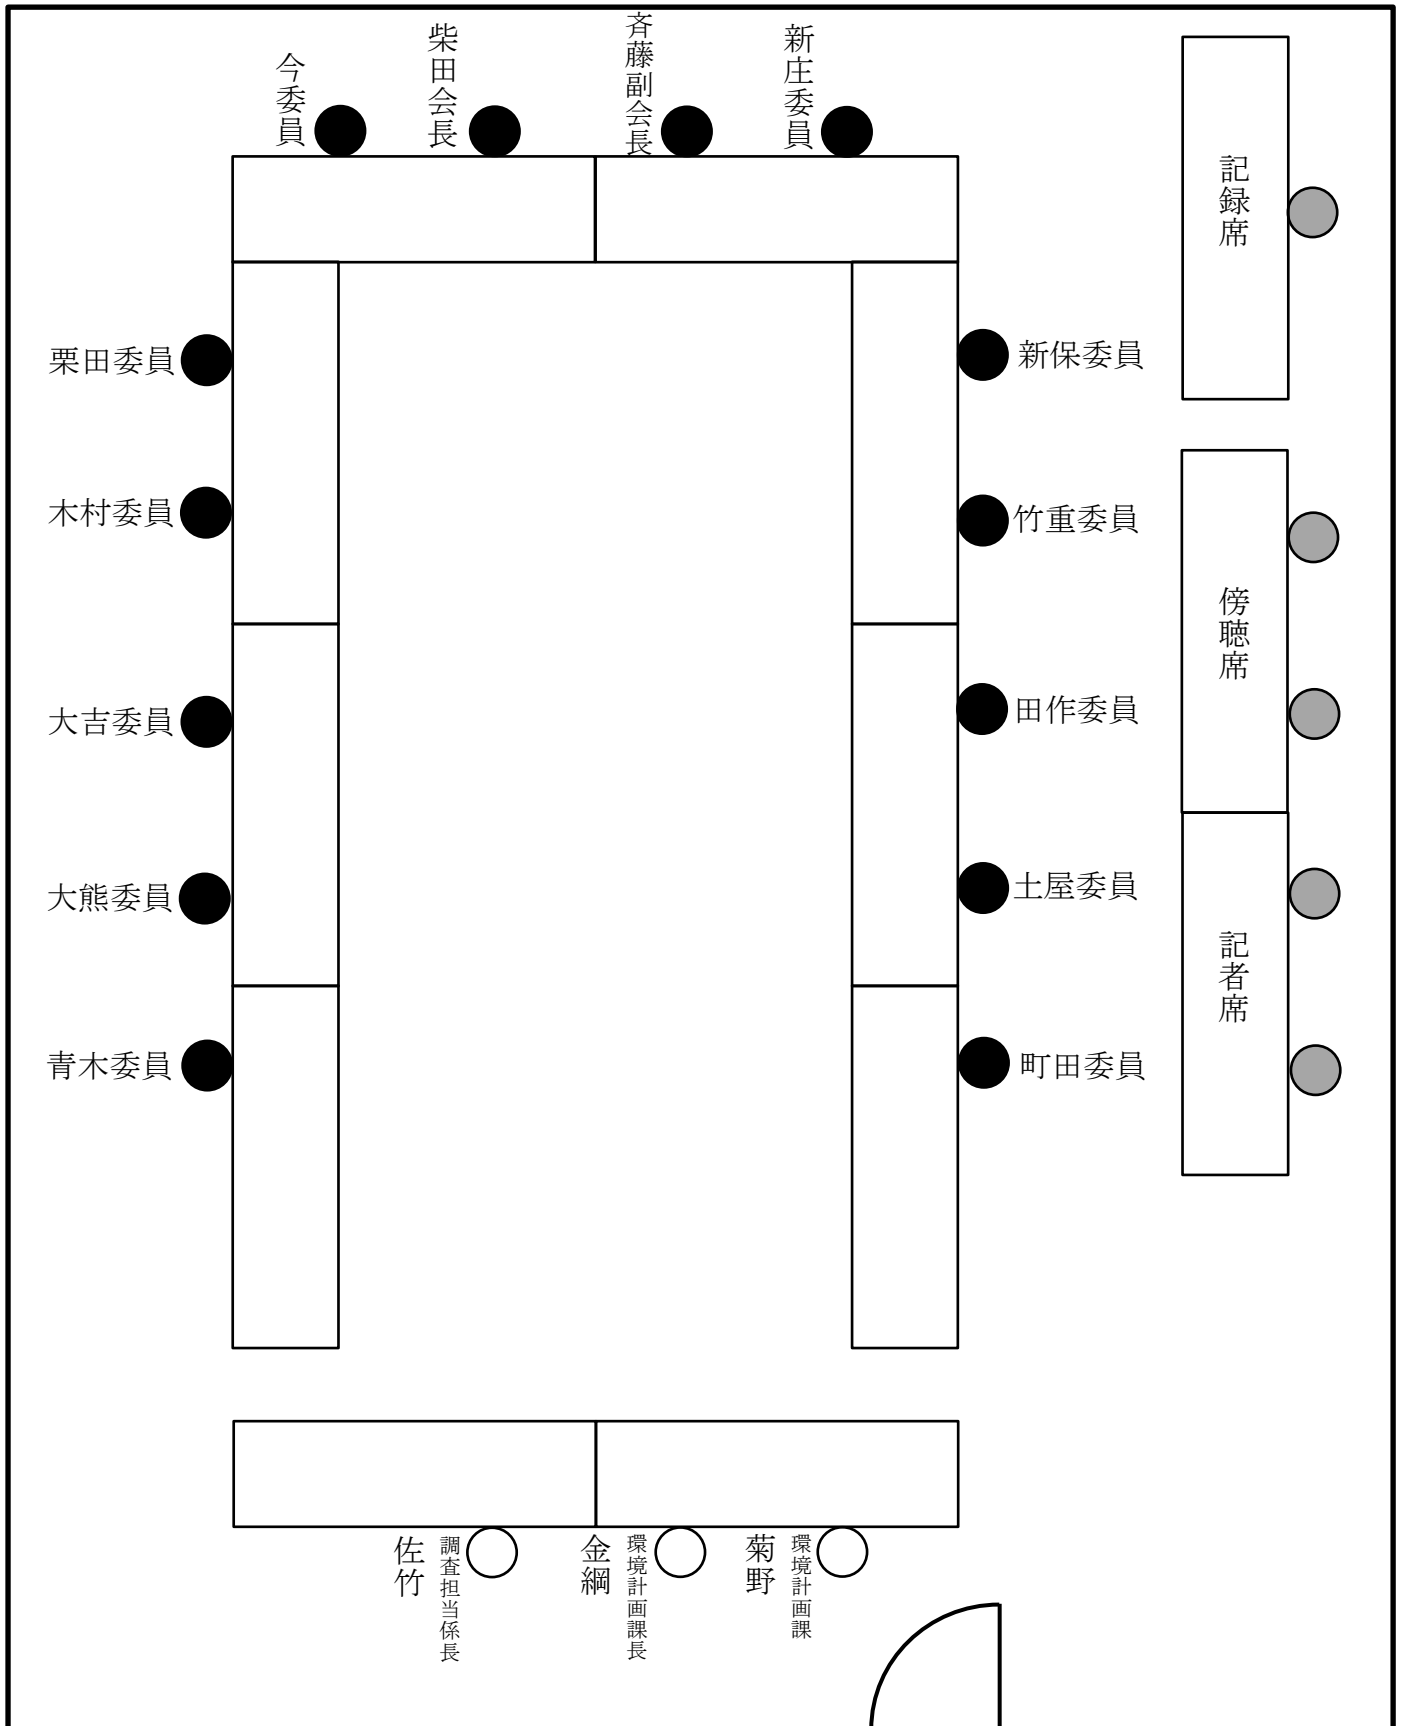 今委員
柴田会長
斉藤副会長
新庄委員
記録席
栗田委員
新保委員
木村委員
竹重委員
傍聴席
大吉委員
田作委員
大熊委員
土屋委員
記者席
青木委員
町田委員
調査担当係長
佐竹
環境計画課長
金綱
環境計画課
菊野